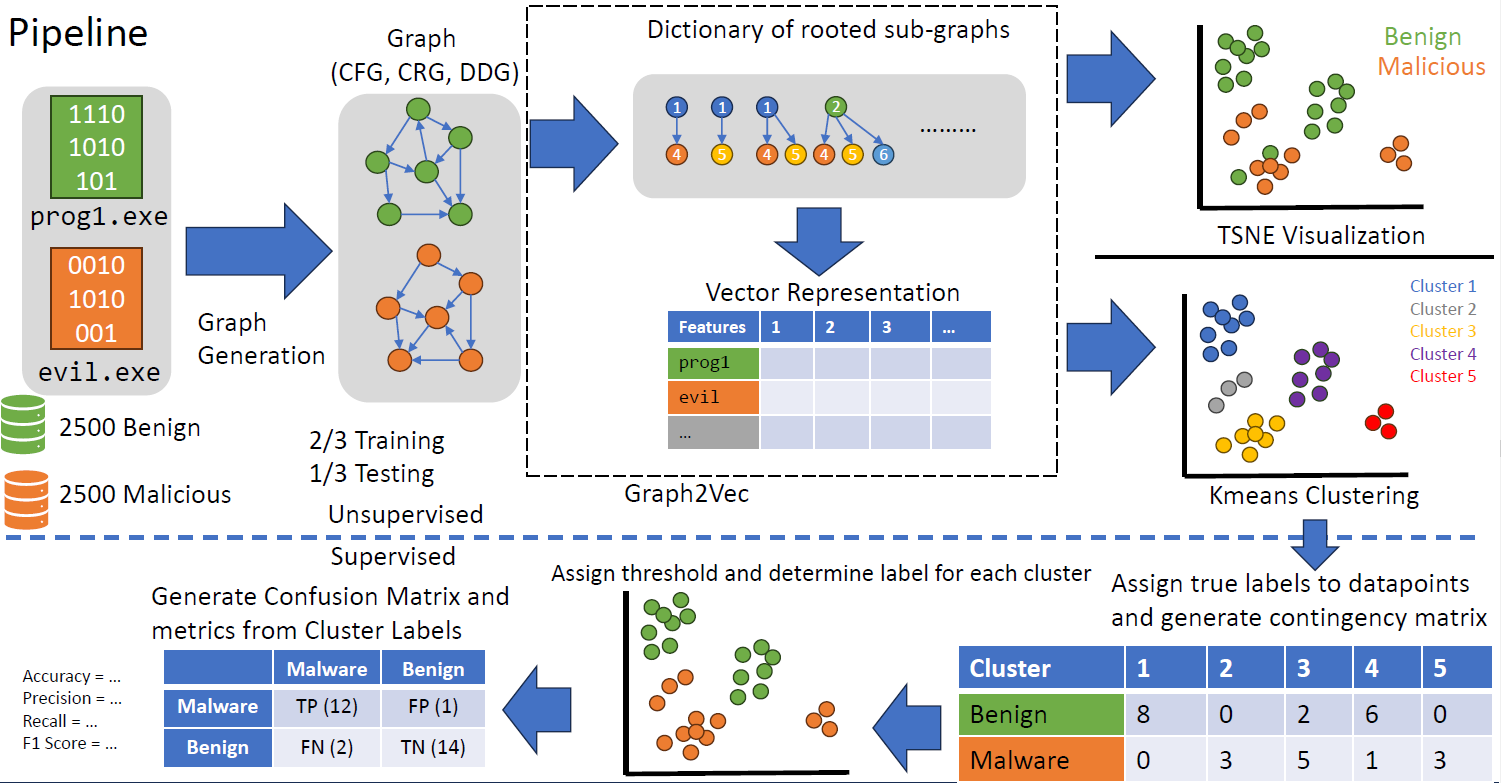 Pipeline
1110
1010
101
prog1.exe
0010
1010
001
evil.exe
2500 Benign
2500 Malicious
Graph
Generation
Graph
(CFG, CRG, DDG)
2/3 Training
1/3 Testing
Unsupervised
Supervised
Dictionary of rooted sub-graphs
1 1 1 2 .........
4 5 4 5 4 5 6
Vector Representation
Features 1 2 3 ...
prog1
evil
...
Graph2Vec
Benign
Malicious
TSNE Visualization
Cluster 1
Cluster 2
Cluster 3
Cluster 4
Cluster 5
Kmeans Clustering
Assign true labels to datapoints
and generate contingency matrix
Cluster 1 2 3 4 5
Benign 8 0 2 6 0
Malware 0 3 5 1 3
Assign threshold and determine label for each cluster
Generate Confusion Matrix and
metrics from Cluster Labels
Malware Benign
Malware TP (12) FP (1)
Benign FN (2) TN (14)
Accuracy = ...
Precision = ...
Recall = ...
F1 Score = ...